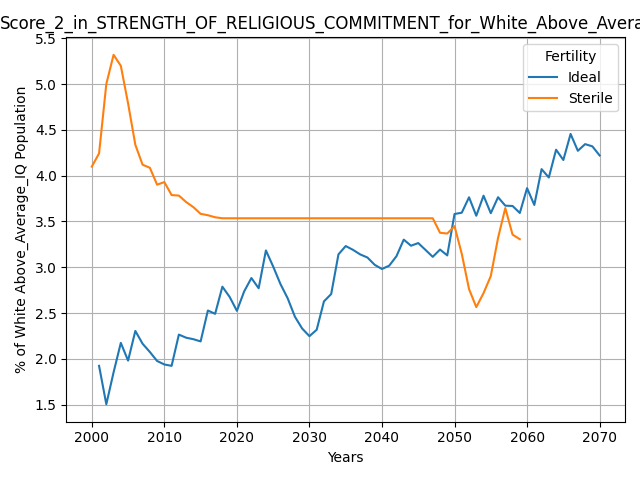 Score_2_in_STRENGTH_OF_RELIGIOUS_COMMITMENT_for_White_Above_Avera
5.5
5.0
4.5
4.0
3.5
3.0
2.5
2.0
1.5
% of White Above_Average_IQ Population
Fertility
Ideal
Sterile
2000 2010 2020 2030 2040 2050 2060 2070
Years